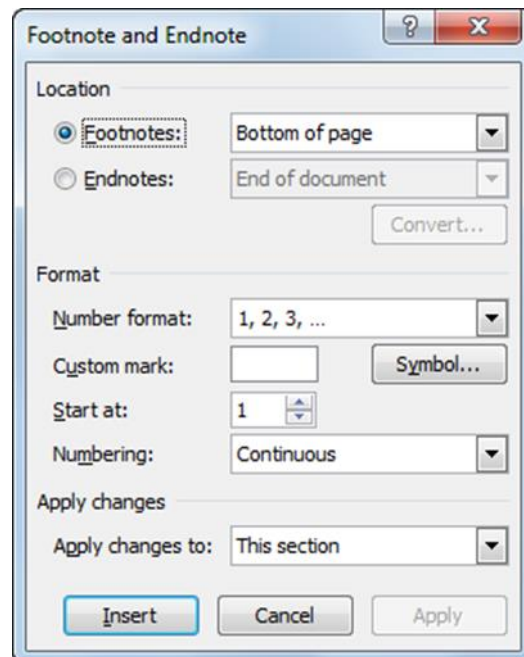 Footnote and Endnote
Location
Footnotes: Bottom of page
Endnotes: End of document
Convert...
Format
Number format: 1, 2, 3, ...
Custom mark: Symbol...
Start at: 1
Numbering: Continuous
Apply changes
Apply changes to: This section
Insert Cancel Apply